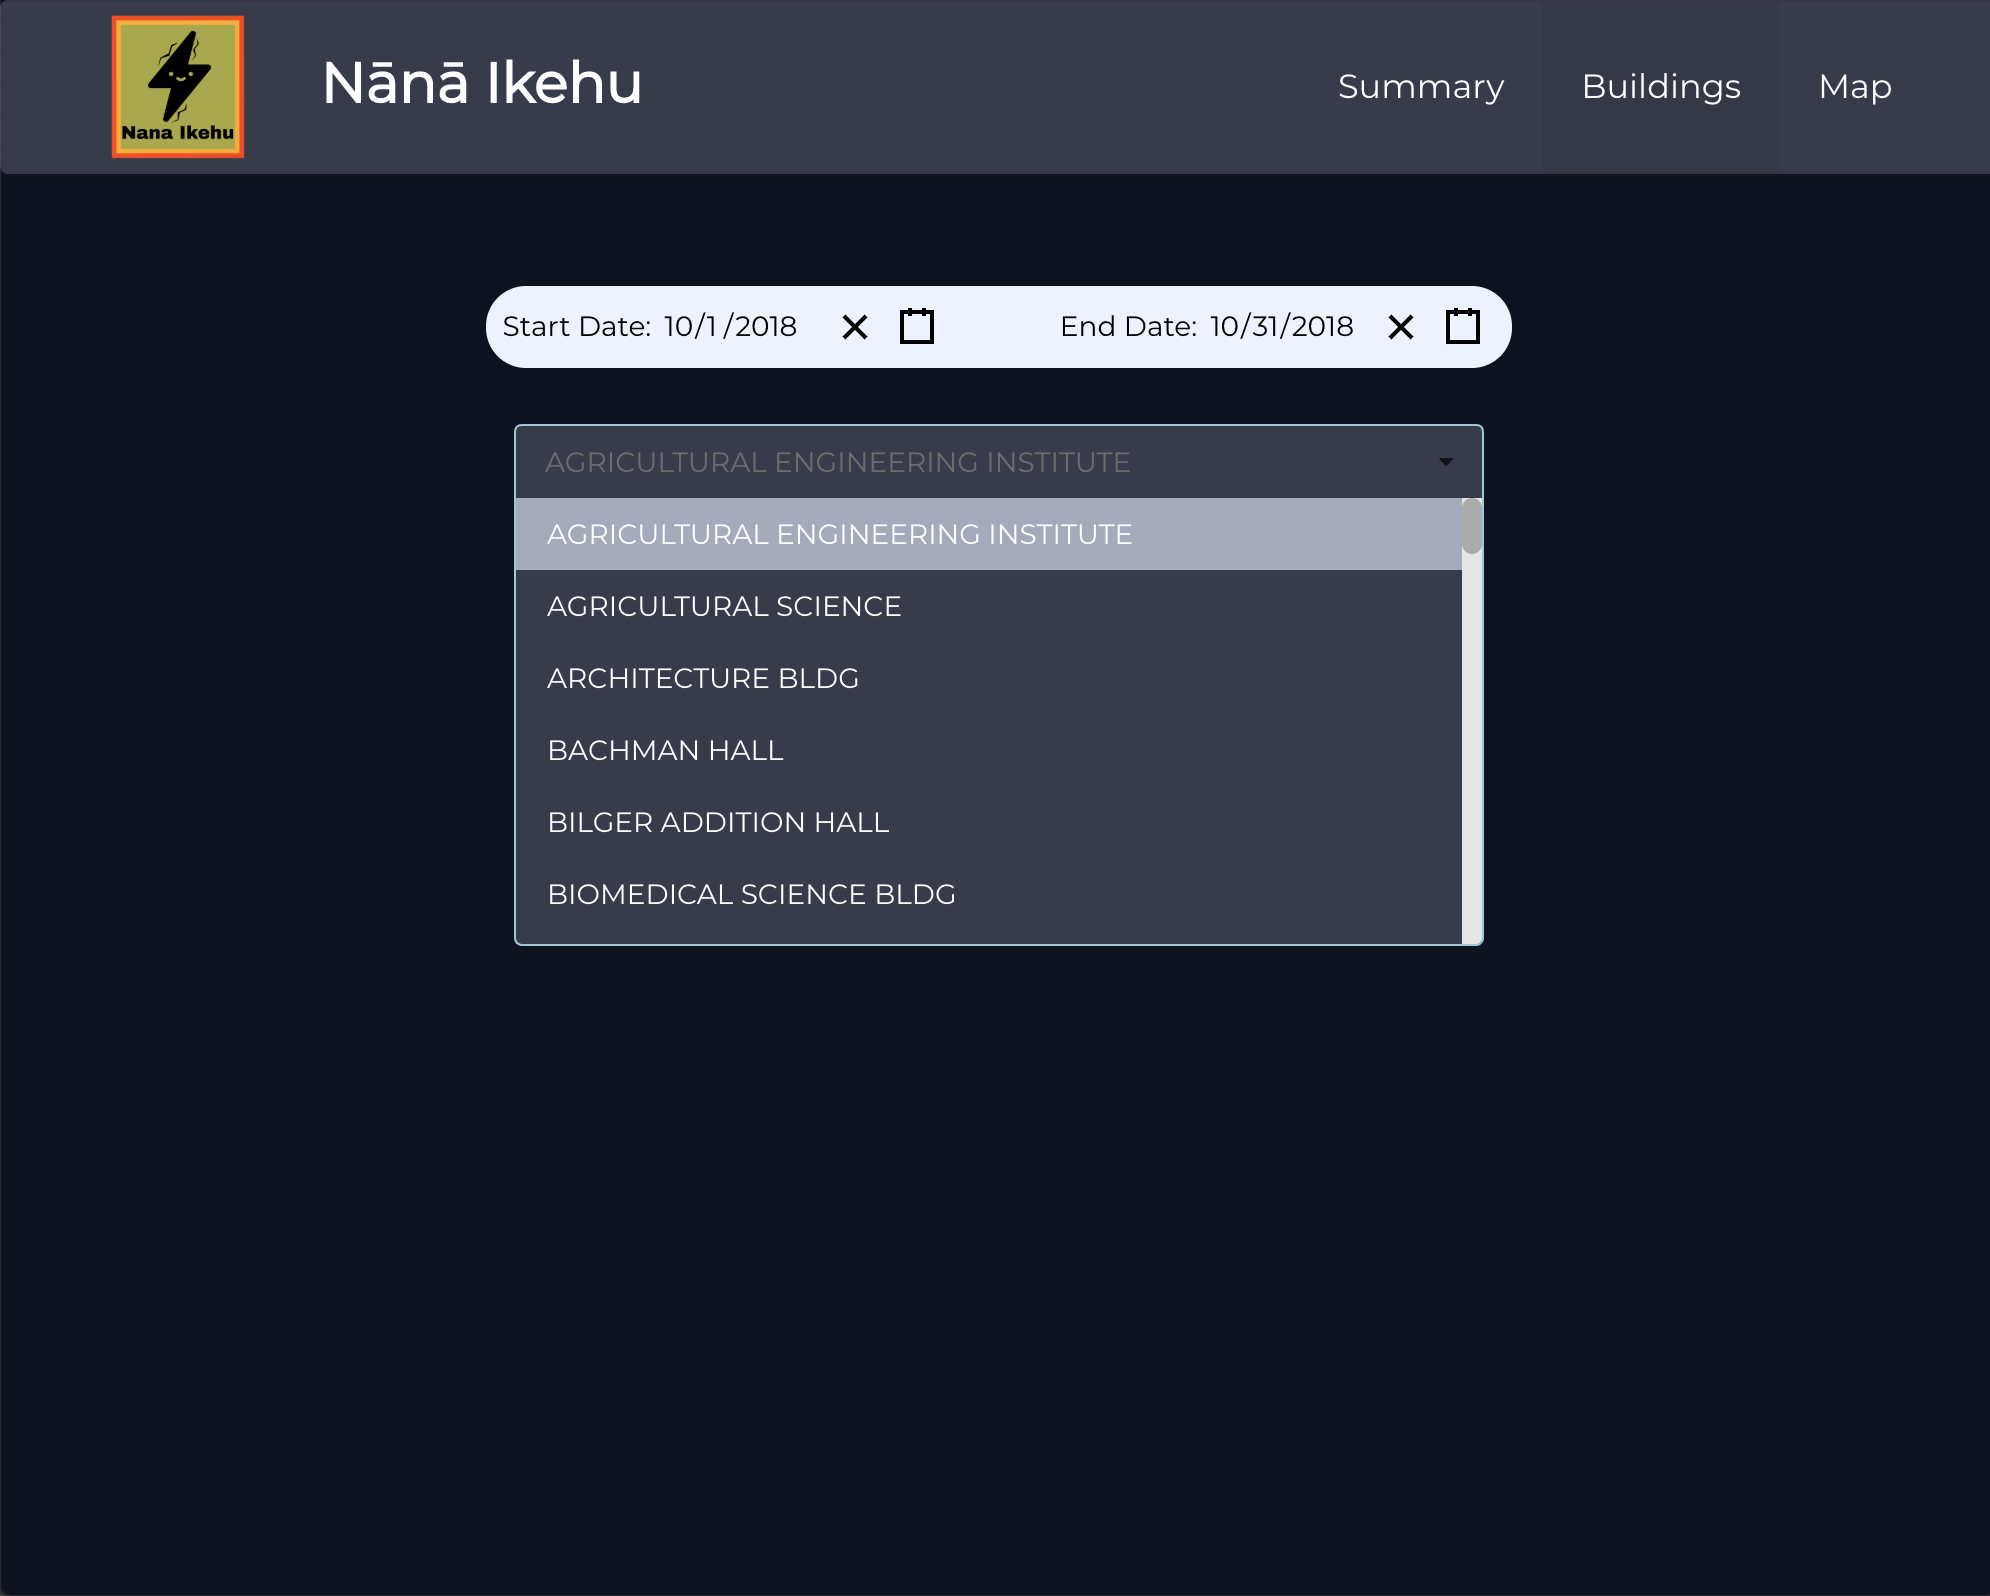 Nana Ikehu
Nānā Ikehu
Summary
Buildings
Map
Start Date: 10/1 /2018
End Date: 10/31/2018
AGRICULTURAL ENGINEERING INSTITUTE
AGRICULTURAL ENGINEERING INSTITUTE
AGRICULTURAL SCIENCE
ARCHITECTURE BLDG
BACHMAN HALL
BILGER ADDITION HALL
BIOMEDICAL SCIENCE BLDG